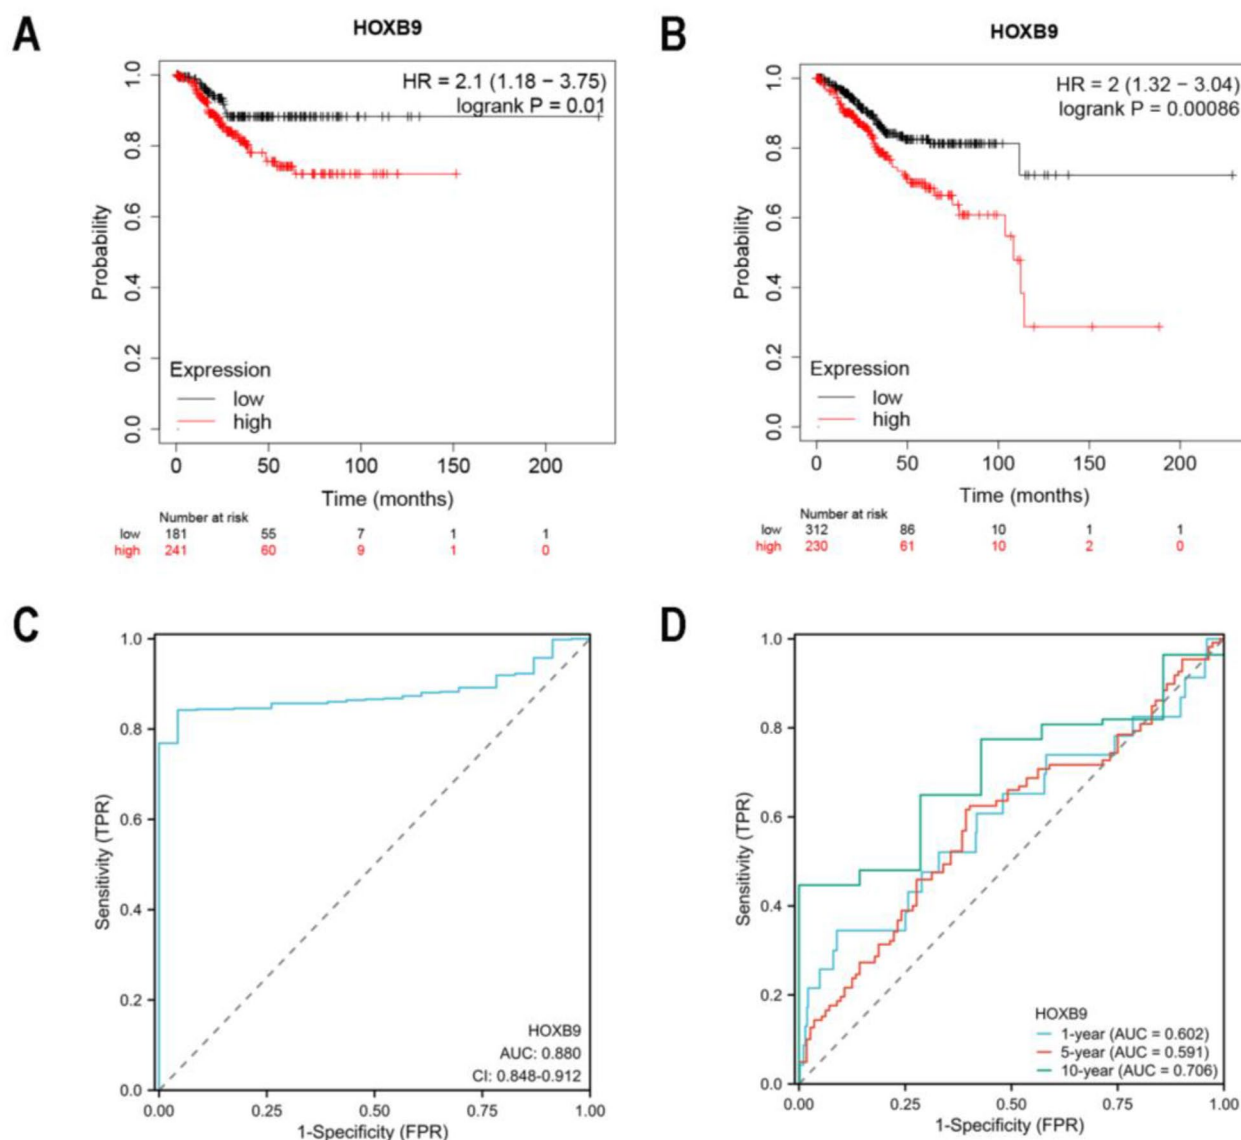 A
HOXB9
HR = 2.1 (1.18 − 3.75)
logrank P = 0.01
Probability
1.0
0.8
0.6
0.4
0.2
0.0
Expression
low
high
0 50 100 150 200
Time (months)
Number at risk
low 181 55 7 1 1
high 241 60 9 1 0
B
HOXB9
HR = 2 (1.32 − 3.04)
logrank P = 0.00086
Probability
1.0
0.8
0.6
0.4
0.2
0.0
Expression
low
high
0 50 100 150 200
Time (months)
Number at risk
low 312 86 10 1 1
high 230 61 10 2 0
C
Sensitivity (TPR)
1.0
0.8
0.6
0.4
0.2
0.0
HOXB9
AUC: 0.880
CI: 0.848-0.912
0.00 0.25 0.50 0.75 1.00
1-Specificity (FPR)
D
Sensitivity (TPR)
1.0
0.8
0.6
0.4
0.2
0.0
HOXB9
1-year (AUC = 0.602)
5-year (AUC = 0.591)
10-year (AUC = 0.706)
0.00 0.25 0.50 0.75 1.00
1-Specificity (FPR)